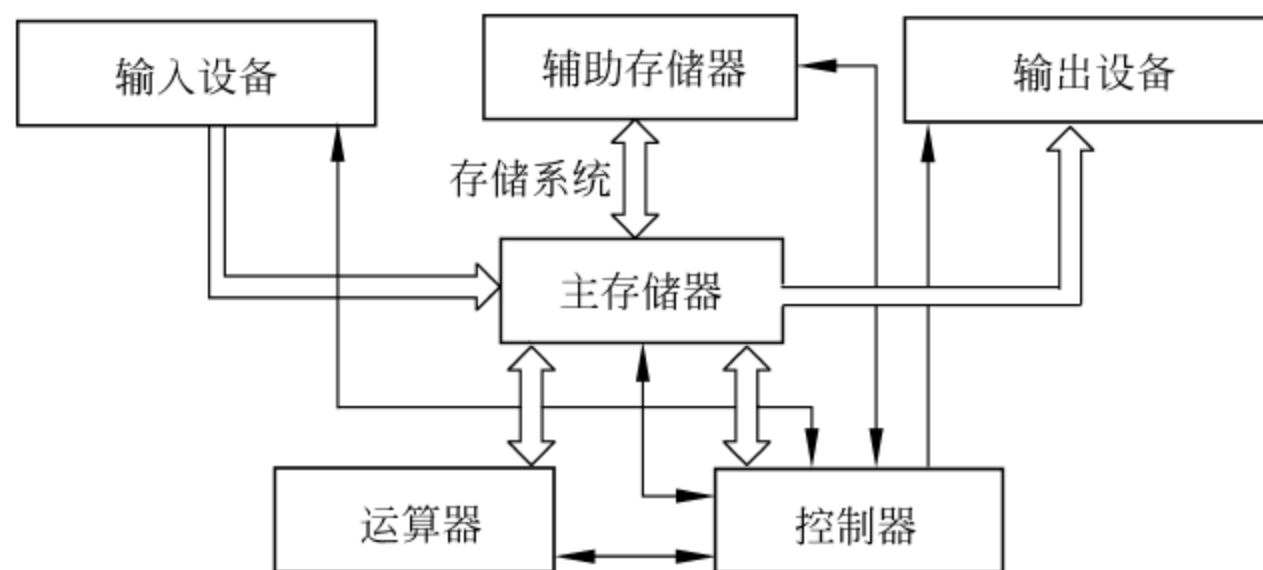 输入设备
辅助存储器
输出设备
存储系统
主存储器
运算器
控制器